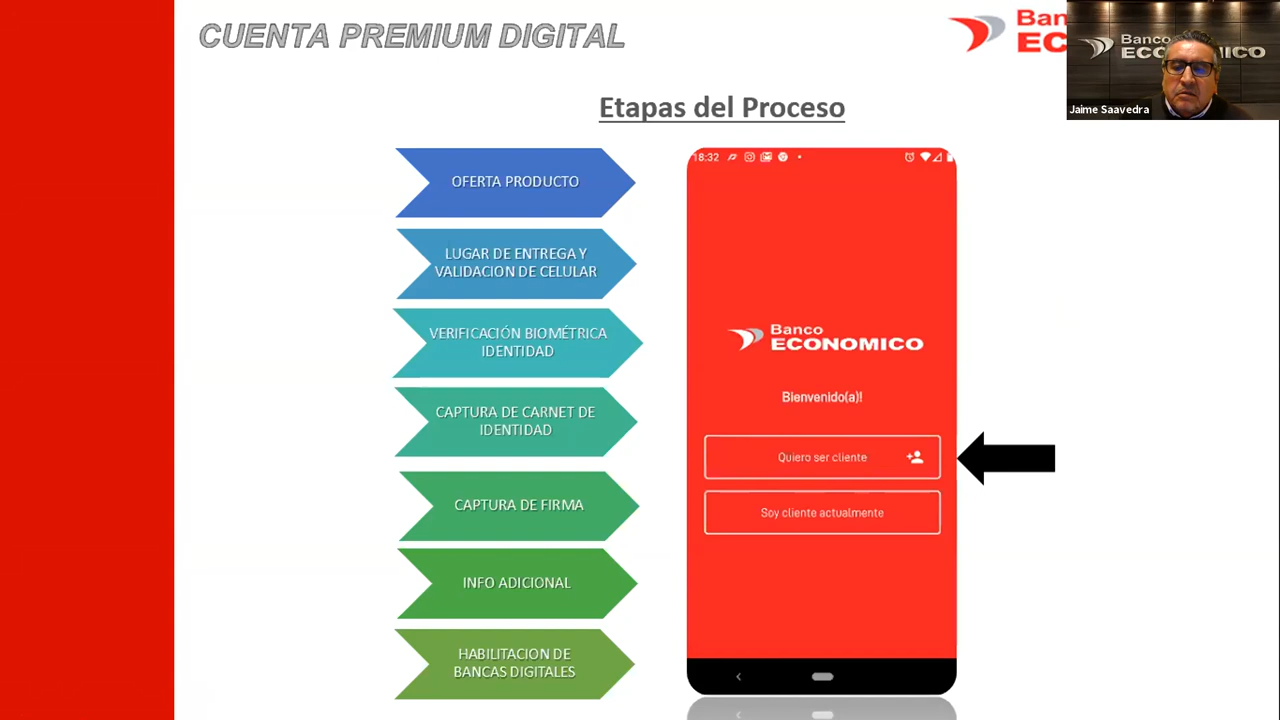 CUENTA PREMIUM DIGITAL
Banco
ECONOMICO
Jaime Saavedra
Etapas del Proceso
OFERTA PRODUCTO
LUGAR DE ENTREGA Y
VALIDACION DE CELULAR
VERIFICACIÓN BIOMÉTRICA
IDENTIDAD
CAPTURA DE CARNET DE
IDENTIDAD
CAPTURA DE FIRMA
INFO ADICIONAL
HABILITACION DE
BANCAS DIGITALES
18:32
Banco
ECONOMICO
Bienvenido(a)!
Quiero ser cliente
Soy cliente actualmente